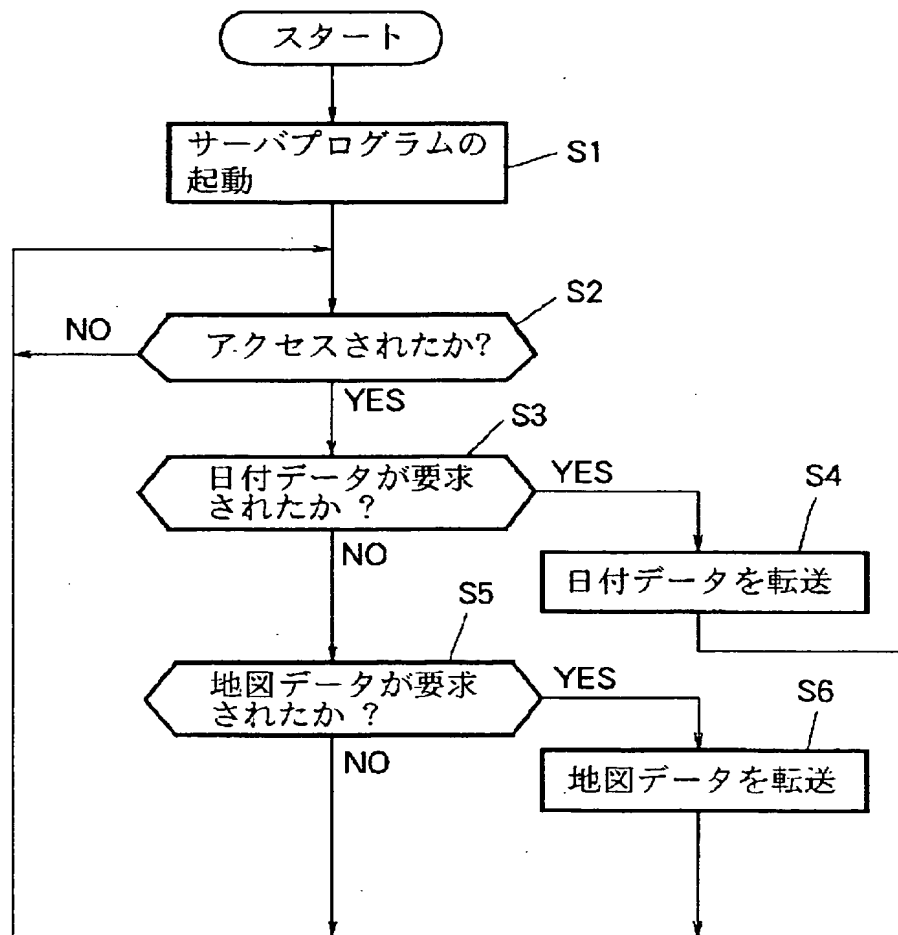 スタート
サーバプログラムの
起動
S1
S2
NO
アクセスされたか?
YES
S3
日付データが要求
されたか ?
YES
S4
NO
日付データを転送
S5
地図データが要求
されたか ?
YES
S6
NO
地図データを転送